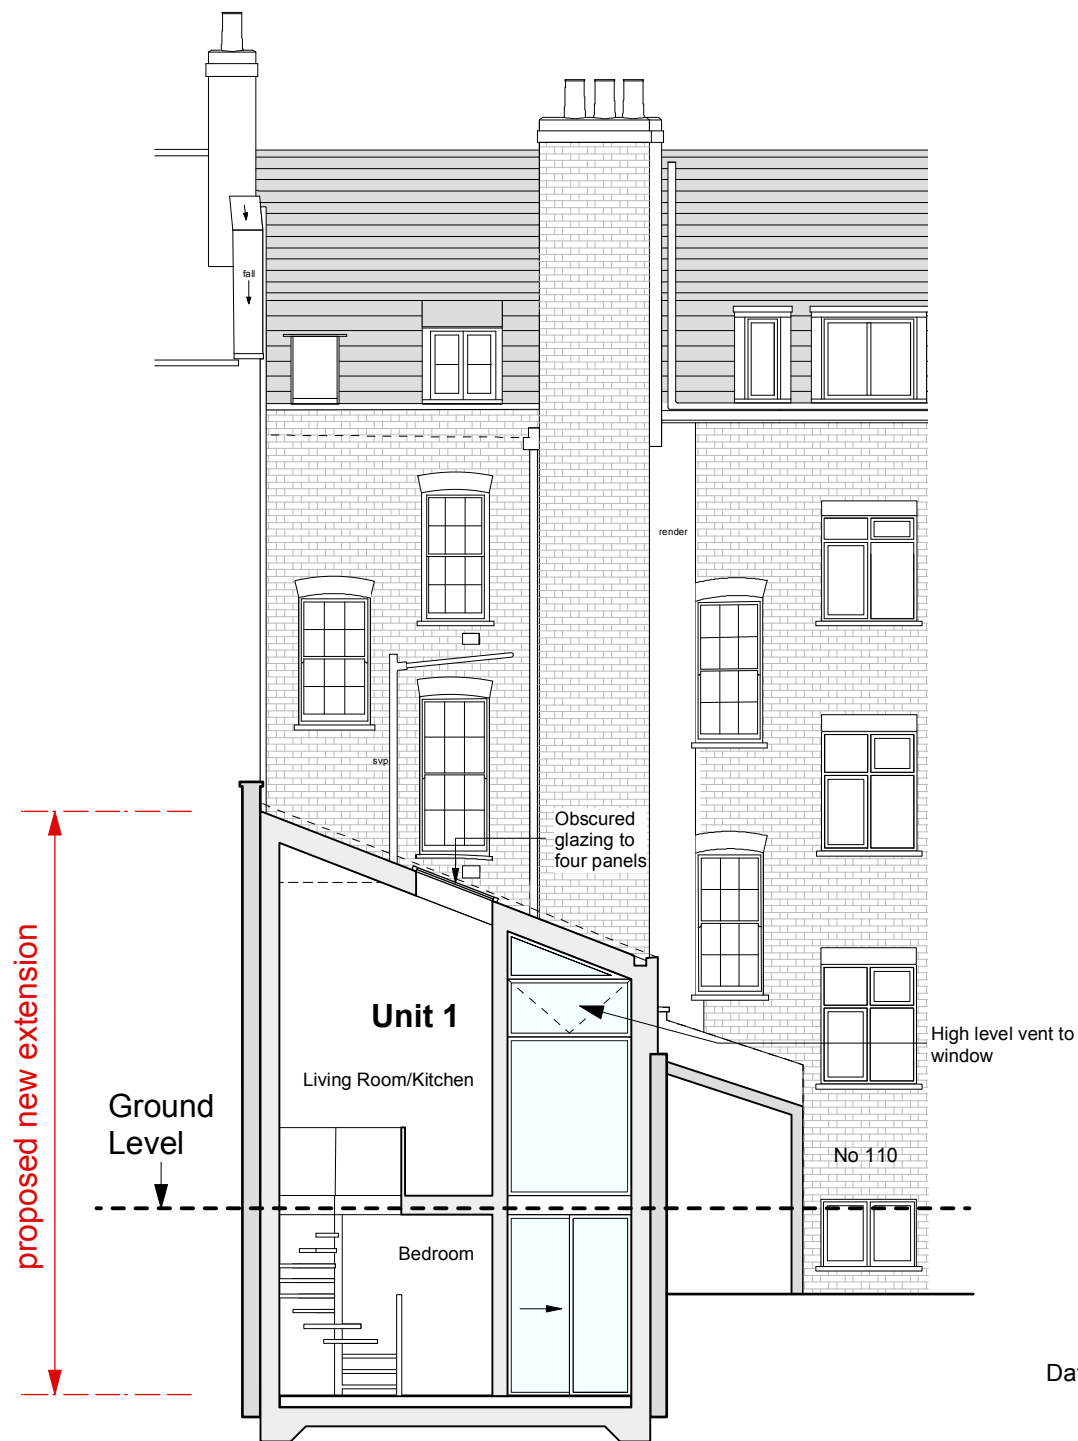 fall
render
svp
Obscured
glazing to
four panels
proposed new extension
Unit 1
High level vent to
window
Living Room/Kitchen
Ground
Level
No 110
Bedroom
Da